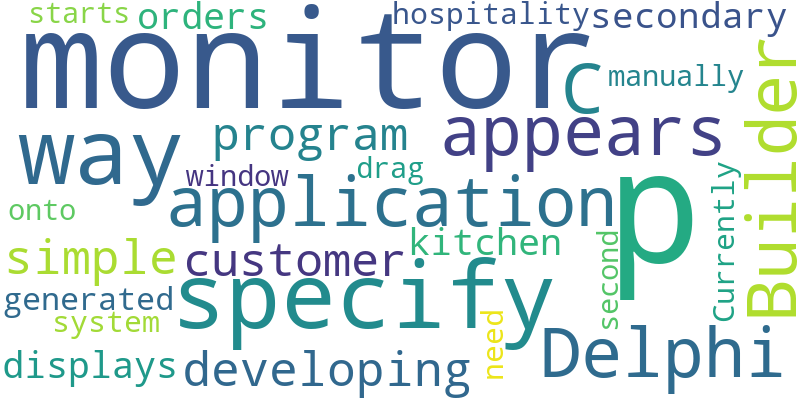 starts orders hospitality secondary
monitor C manually
way program appears Builder
window drag
onto application p Currently
simple customer kitchen second
generated specify need
system
displays developing Delphi